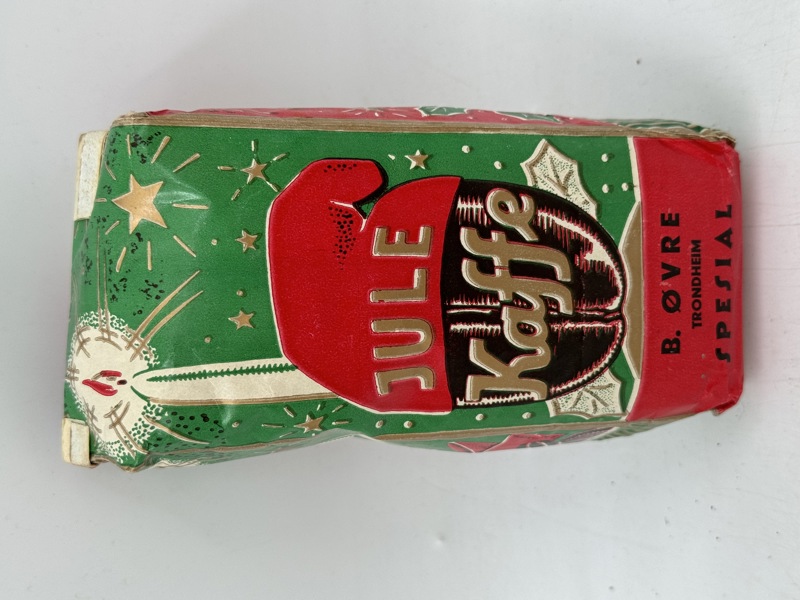 JULE
Kaffe
B. ØVRE
TRONDHEIM
SPESIAL